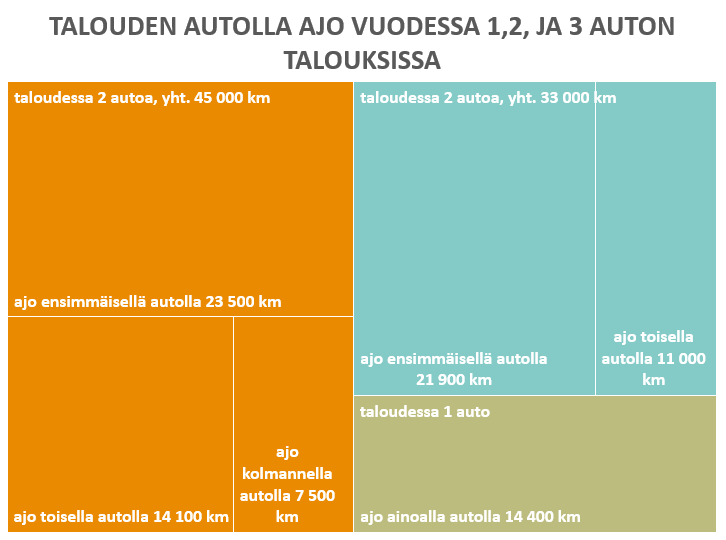 TALOUDEN AUTOLLA AJO VUODESSA 1,2, JA 3 AUTON
TALOUKSISSA
taloudessa 2 autoa, yht. 45 000 km
ajo ensimmäisellä autolla 23 500 km
ajo toisella autolla 14 100 km
ajo
kolmannella
autolla 7 500
km
taloudessa 2 autoa, yht. 33 000 km
ajo ensimmäisellä autolla
21 900 km
ajo toisella
autolla 11 000
km
taloudessa 1 auto
ajo ainoalla autolla 14 400 km